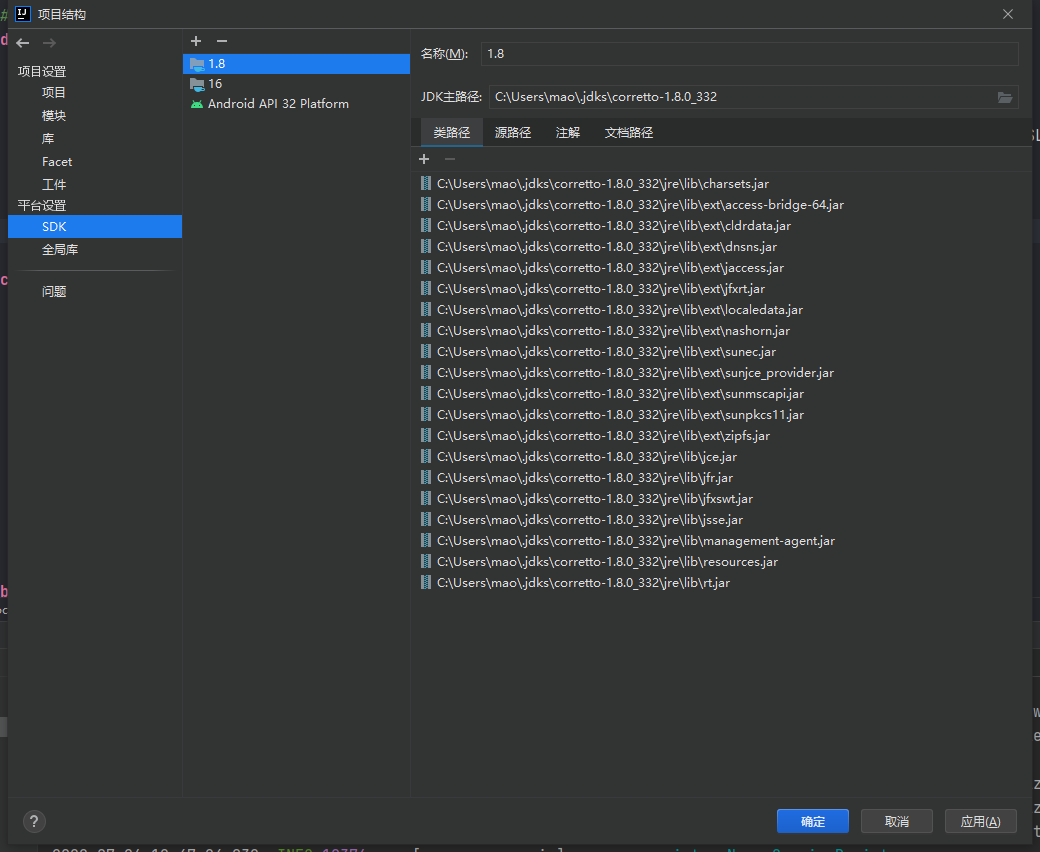 项目结构
项目设置
项目
模块
库
Facet
工件
平台设置
SDK
全局库
问题
1.8
16
Android API 32 Platform
名称(M): 1.8
JDK主路径: C:\Users\mao\.jdks\corretto-1.8.0_332
类路径 源路径 注解 文档路径
C:\Users\mao\.jdks\corretto-1.8.0_332\jre\lib\charsets.jar
C:\Users\mao\.jdks\corretto-1.8.0_332\jre\lib\ext\access-bridge-64.jar
C:\Users\mao\.jdks\corretto-1.8.0_332\jre\lib\ext\cldrdata.jar
C:\Users\mao\.jdks\corretto-1.8.0_332\jre\lib\ext\dnsns.jar
C:\Users\mao\.jdks\corretto-1.8.0_332\jre\lib\ext\jaccess.jar
C:\Users\mao\.jdks\corretto-1.8.0_332\jre\lib\ext\jfxrt.jar
C:\Users\mao\.jdks\corretto-1.8.0_332\jre\lib\ext\localedata.jar
C:\Users\mao\.jdks\corretto-1.8.0_332\jre\lib\ext\nashorn.jar
C:\Users\mao\.jdks\corretto-1.8.0_332\jre\lib\ext\sunec.jar
C:\Users\mao\.jdks\corretto-1.8.0_332\jre\lib\ext\sunjce_provider.jar
C:\Users\mao\.jdks\corretto-1.8.0_332\jre\lib\ext\sunmscapi.jar
C:\Users\mao\.jdks\corretto-1.8.0_332\jre\lib\ext\sunpkcs11.jar
C:\Users\mao\.jdks\corretto-1.8.0_332\jre\lib\ext\zipfs.jar
C:\Users\mao\.jdks\corretto-1.8.0_332\jre\lib\jce.jar
C:\Users\mao\.jdks\corretto-1.8.0_332\jre\lib\jfr.jar
C:\Users\mao\.jdks\corretto-1.8.0_332\jre\lib\jfxswt.jar
C:\Users\mao\.jdks\corretto-1.8.0_332\jre\lib\jsse.jar
C:\Users\mao\.jdks\corretto-1.8.0_332\jre\lib\management-agent.jar
C:\Users\mao\.jdks\corretto-1.8.0_332\jre\lib\resources.jar
C:\Users\mao\.jdks\corretto-1.8.0_332\jre\lib\rt.jar
? 确定 取消 应用(A)